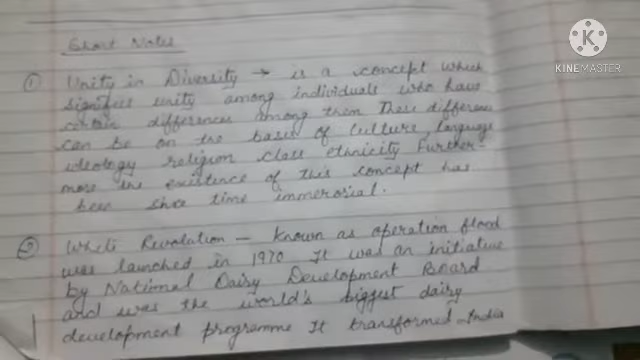 Short Notes
K
KINEMASTER
① Unity in Diversity → is a concept which
signifies unity among individuals who have
certain differences among them These differences
can be on the bases of culture, language
ideology religion class ethnicity Further-
more the existence of this concept has
been since time immemorial.
② White Revolution - Known as operation flood
was launched in 1970 It was an initiative
by National Dairy Development Board
and was the world's biggest dairy
development programme It transformed India